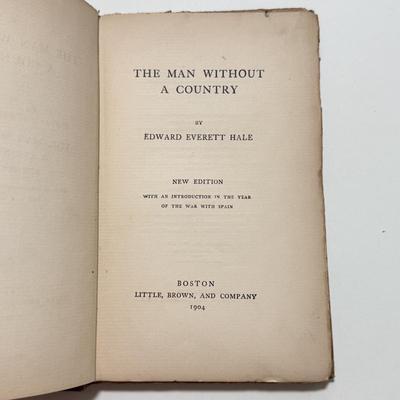 THE MAN WITHOUT
A COUNTRY
BY
EDWARD EVERETT HALE
NEW EDITION
WITH AN INTRODUCTION IN THE YEAR
OF THE WAR WITH SPAIN
BOSTON
LITTLE, BROWN, AND COMPANY
1904